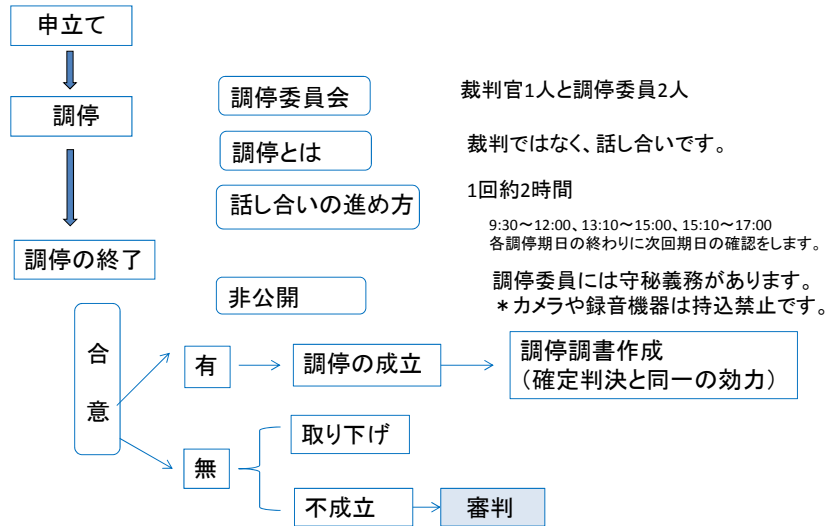 申立て
調停
調停委員会
裁判官1人と調停委員2人
調停とは
裁判ではなく、話し合いです。
話し合いの進め方
1回約2時間
9:30～12:00、13:10～15:00、15:10～17:00
各調停期日の終わりに次回期日の確認をします。
調停の終了
非公開
調停委員には守秘義務があります。
＊カメラや録音機器は持込禁止です。
合
意
有
調停の成立
調停調書作成
（確定判決と同一の効力）
無
取り下げ
不成立
審判